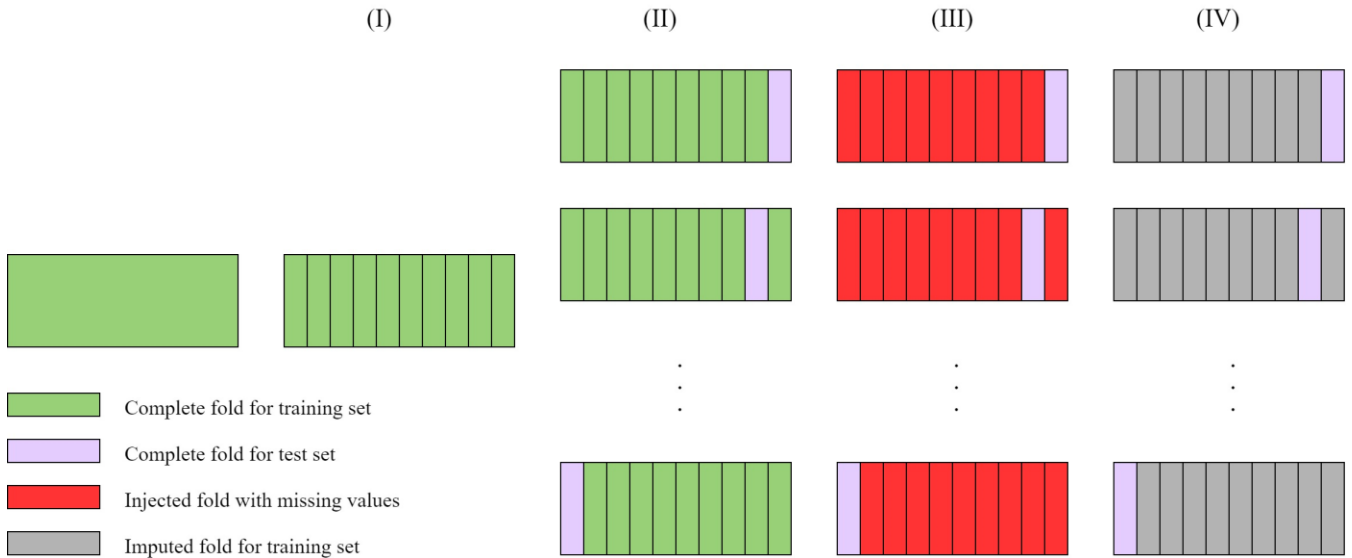 (I)
(II)
(III)
(IV)
Complete fold for training set
Complete fold for test set
Injected fold with missing values
Imputed fold for training set